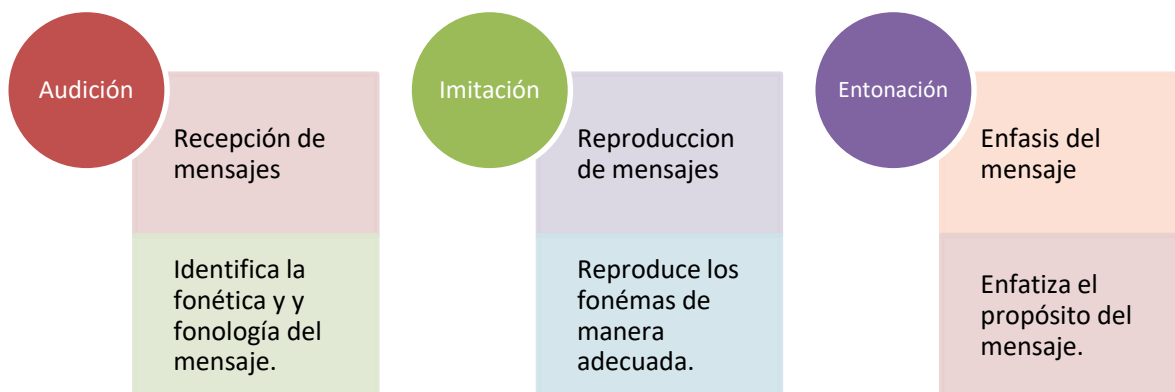 Audición
Recepción de
mensajes
Identifica la
fonética y y
fonología del
mensaje.
Imitación
Reproduccion
de mensajes
Reproduce los
fonémas de
manera
adecuada.
Entonación
Enfasis del
mensaje
Enfatiza el
propósito del
mensaje.